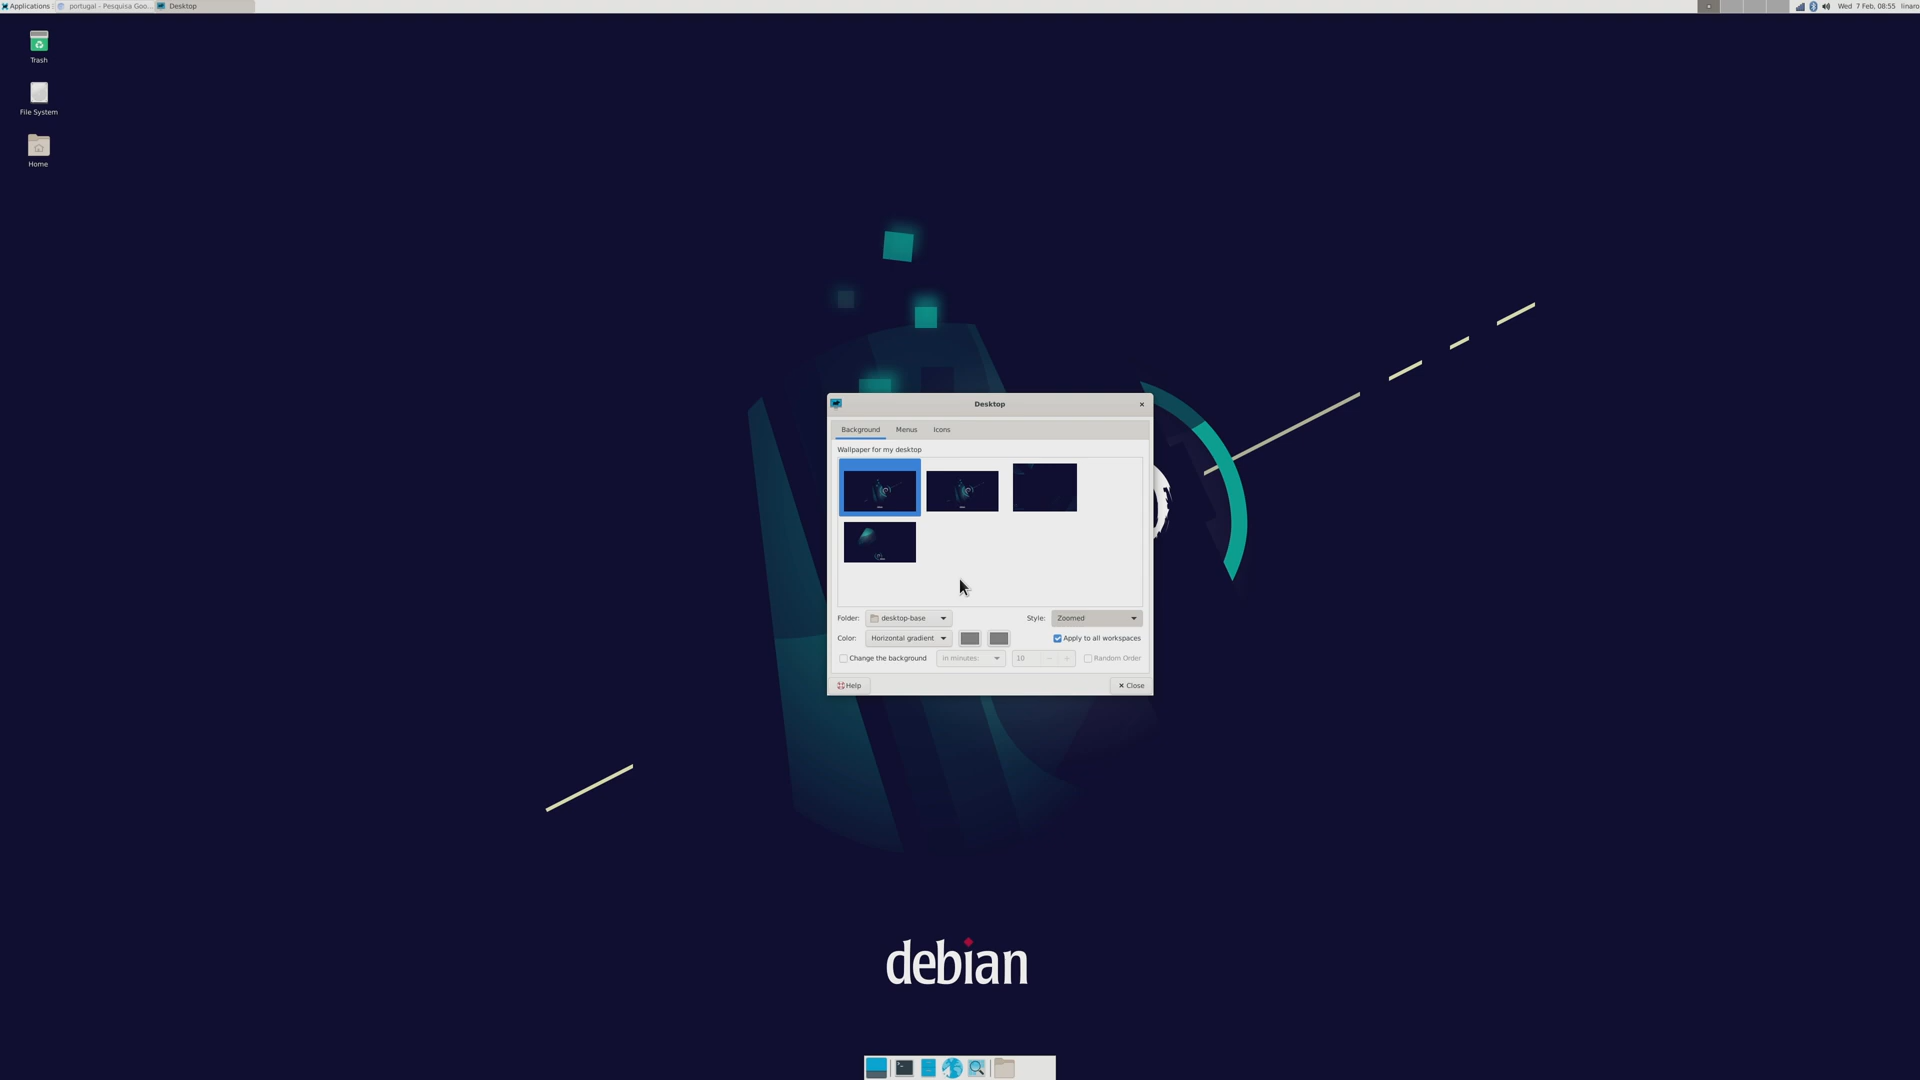 Applications :
portugal - Pesquisa Goo...
Desktop
Wed 7 Feb, 08:55
linaro
Trash
File System
Home
Desktop
Background
Menus
Icons
Wallpaper for my desktop
Folder:
desktop-base
Style:
Zoomed
Color:
Horizontal gradient
Apply to all workspaces
Change the background
in minutes:
10
Random Order
Help
Close
debian